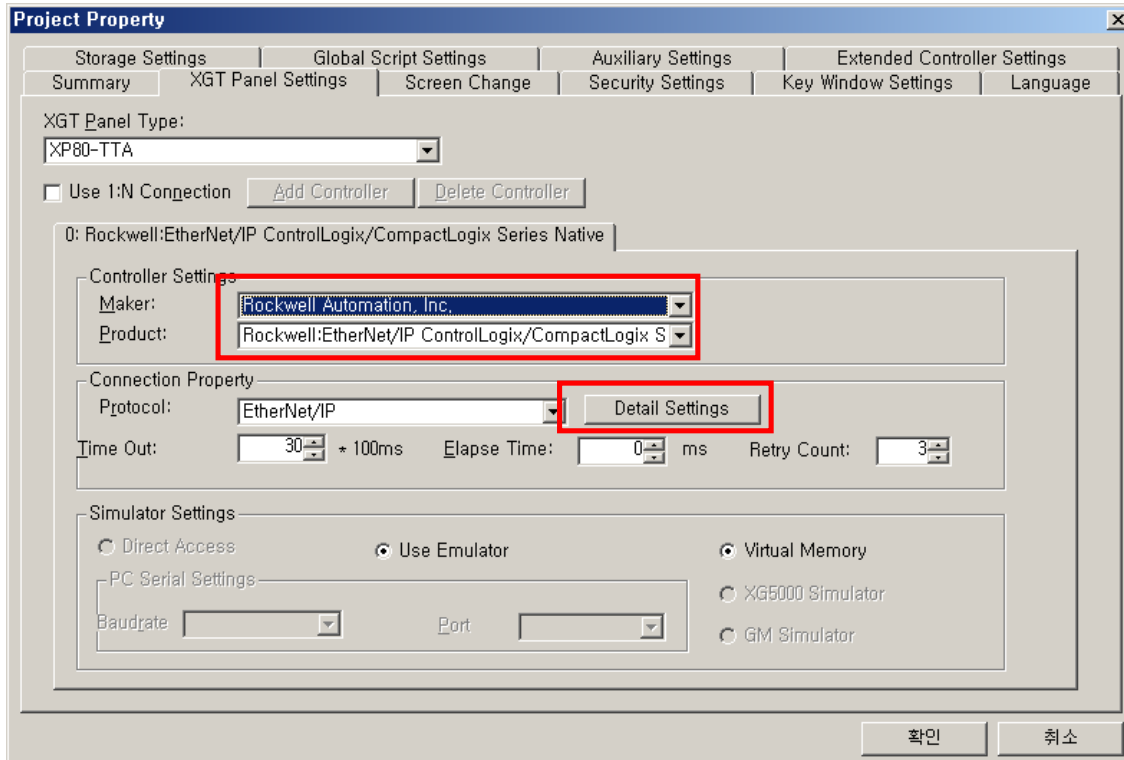 Project Property
Storage Settings Global Script Settings Auxiliary Settings Extended Controller Settings
Summary XGT Panel Settings Screen Change Security Settings Key Window Settings Language
XGT Panel Type:
XP80-TTA
Use 1:N Connection Add Controller Delete Controller
0: Rockwell:EtherNet/IP ControlLogix/CompactLogix Series Native
Controller Settings
Maker: Rockwell Automation, Inc.
Product: Rockwell:EtherNet/IP ControlLogix/CompactLogix S
Connection Property
Protocol: EtherNet/IP Detail Settings
Time Out: 30 * 100ms Elapse Time: 0 ms Retry Count: 3
Simulator Settings
Direct Access Use Emulator Virtual Memory
PC Serial Settings
XG5000 Simulator
Baudrate Port
GM Simulator
확인 취소